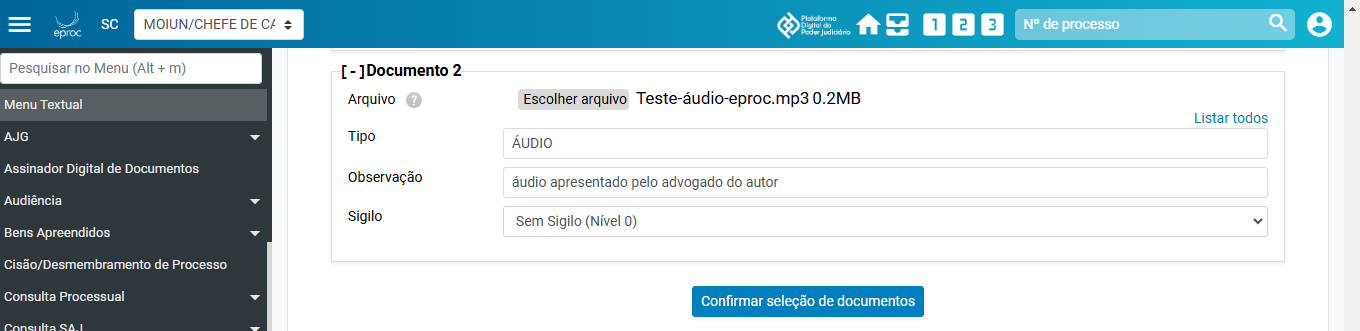 eproc
SC
MOIUN/CHEFE DE CA
Plataforma
Digital do
Poder Judiciário
1
2
3
Nº de processo
Pesquisar no Menu (Alt + m)
Menu Textual
AJG
Assinador Digital de Documentos
Audiência
Bens Apreendidos
Cisão/Desmembramento de Processo
Consulta Processual
Consulta SAJ
[-]Documento 2
Arquivo ?
Escolher arquivo Teste-áudio-eproc.mp3 0.2MB
Listar todos
Tipo
ÁUDIO
Observação
áudio apresentado pelo advogado do autor
Sigilo
Sem Sigilo (Nível 0)
Confirmar seleção de documentos